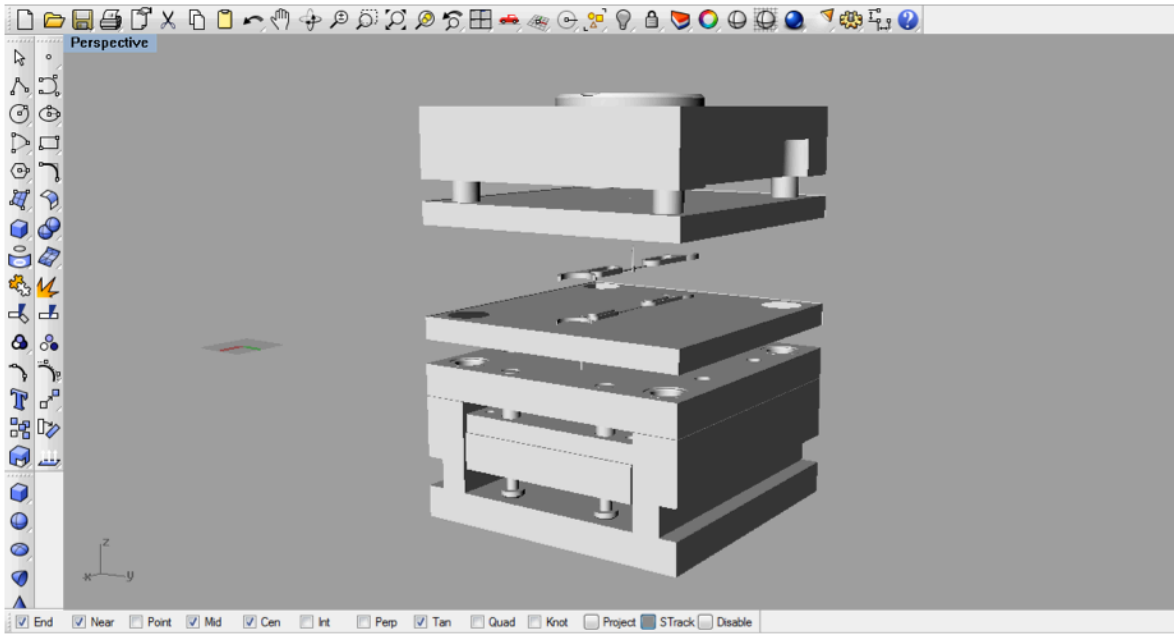 Perspective
z
x
y
End Near Point Mid Cen Int Perp Tan Quad Knot Project STrack Disable